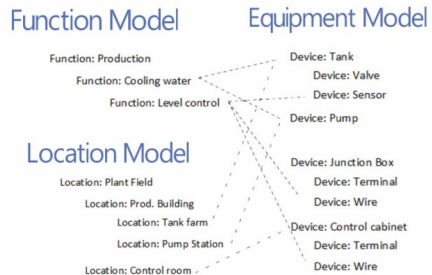 Function Model
Function: Production
Function: Cooling water
Function: Level control
Location Model
Location: Plant Field
Location: Prod. Building
Location: Tank farm
Location: Pump Station
Location: Control room
Equipment Model
Device: Tank
Device: Valve
Device: Sensor
Device: Pump
Device: Junction Box
Device: Terminal
Device: Wire
Device: Control cabinet
Device: Terminal
Device: Wire